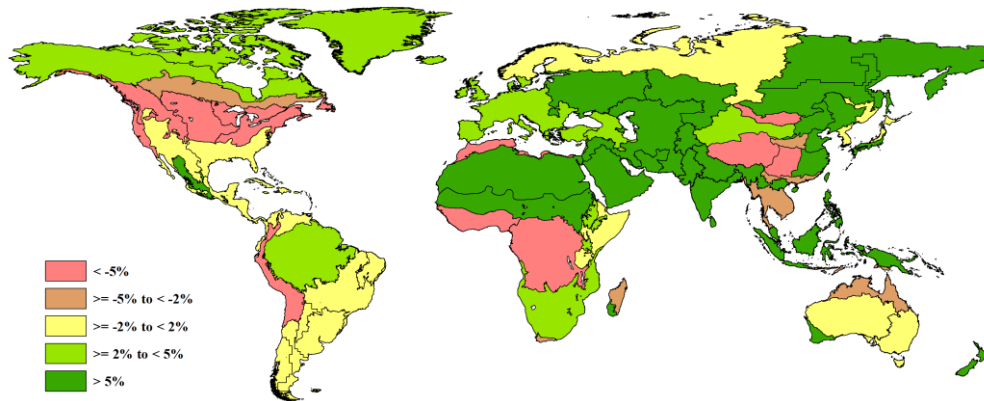 < -5%
>= -5% to < -2%
>= -2% to < 2%
>= 2% to < 5%
> 5%